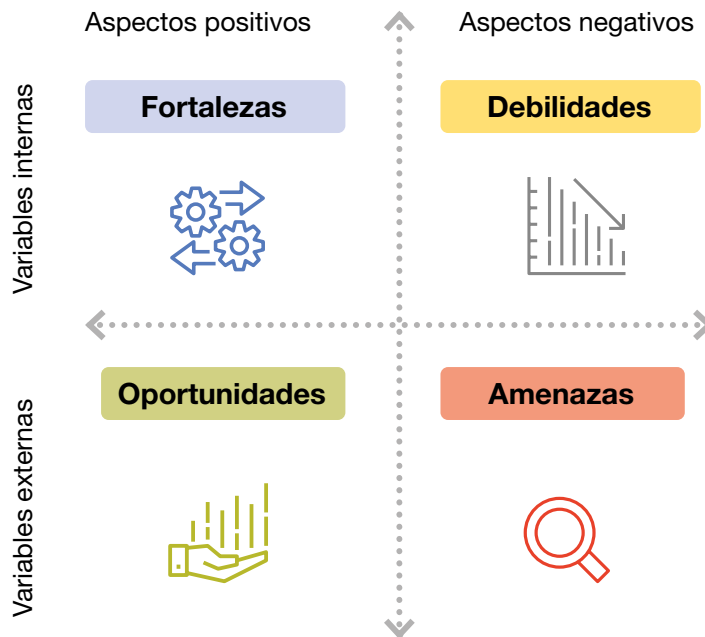 Aspectos positivos
Aspectos negativos
Variables internas
Fortalezas
Debilidades
Variables externas
Oportunidades
Amenazas